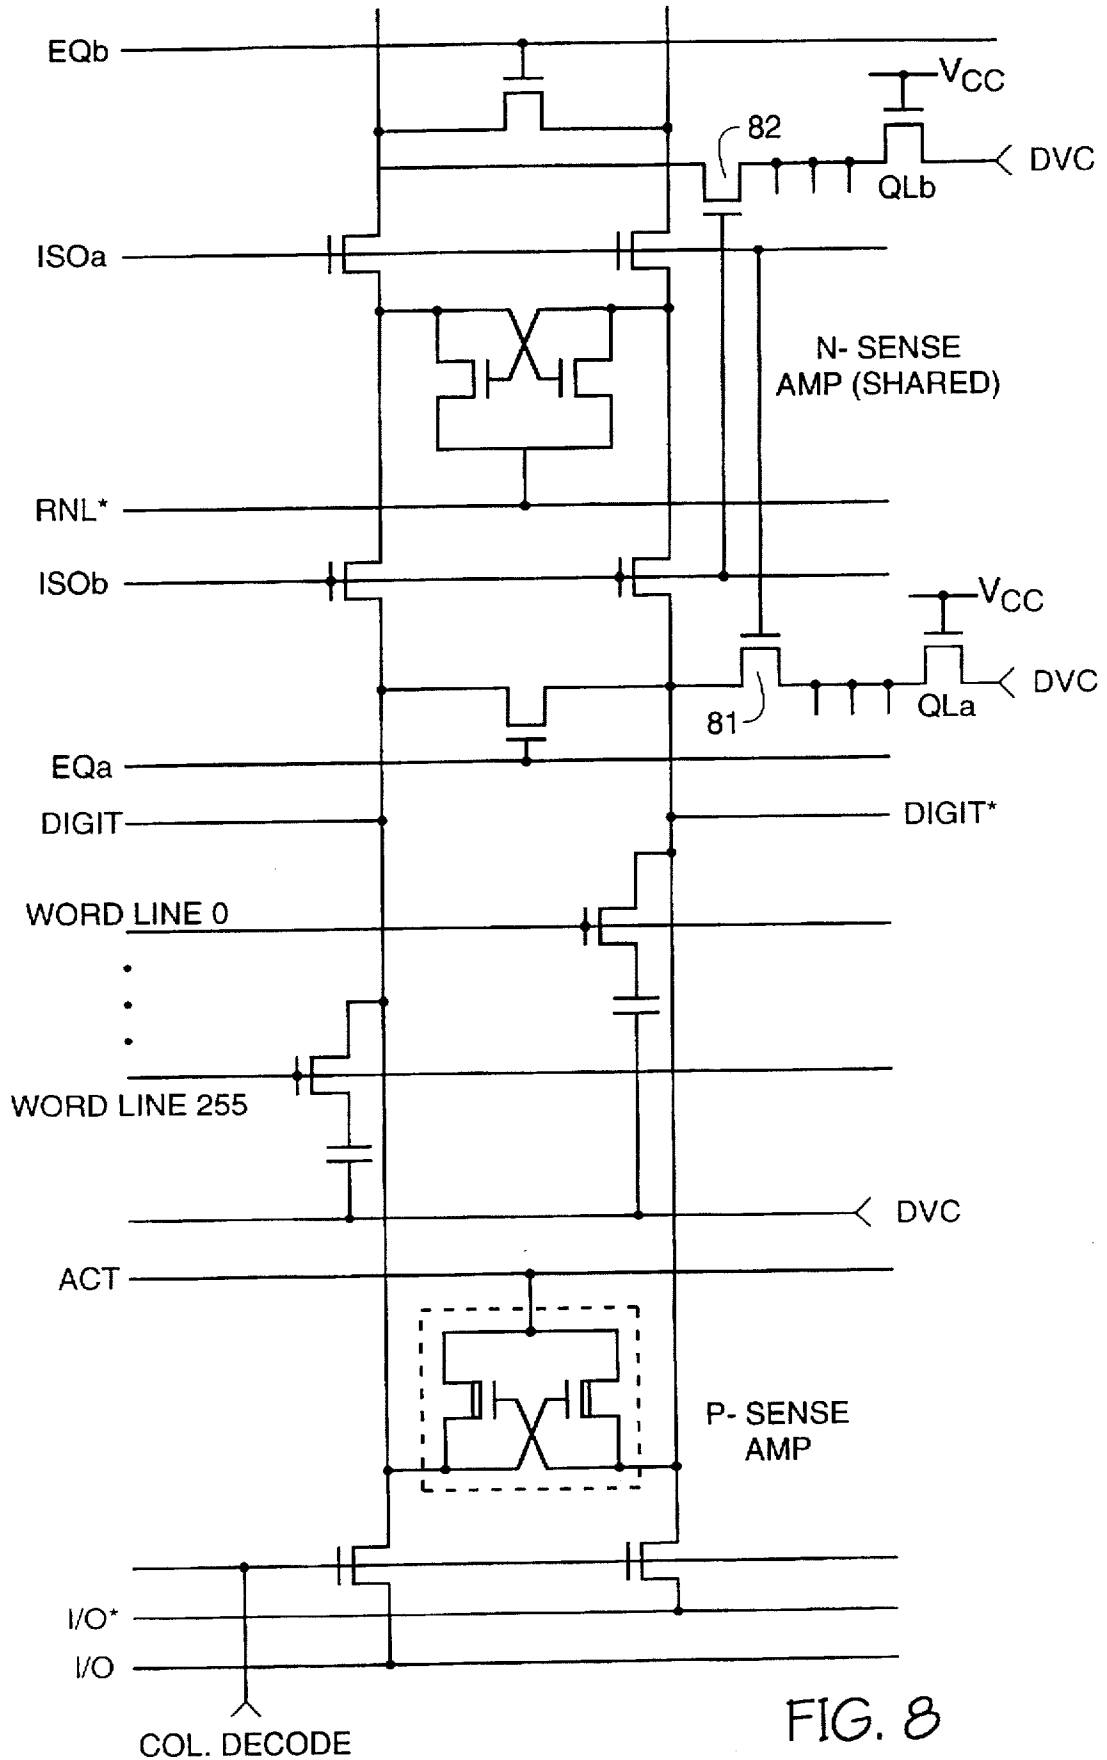 EQb
VCC
82
DVC
QLb
ISOa
N- SENSE
AMP (SHARED)
RNL*
ISOb
VCC
DVC
QLa
81
EQa
DIGIT
DIGIT*
WORD LINE 0
WORD LINE 255
DVC
ACT
P- SENSE
AMP
I/O*
I/O
COL. DECODE
FIG. 8